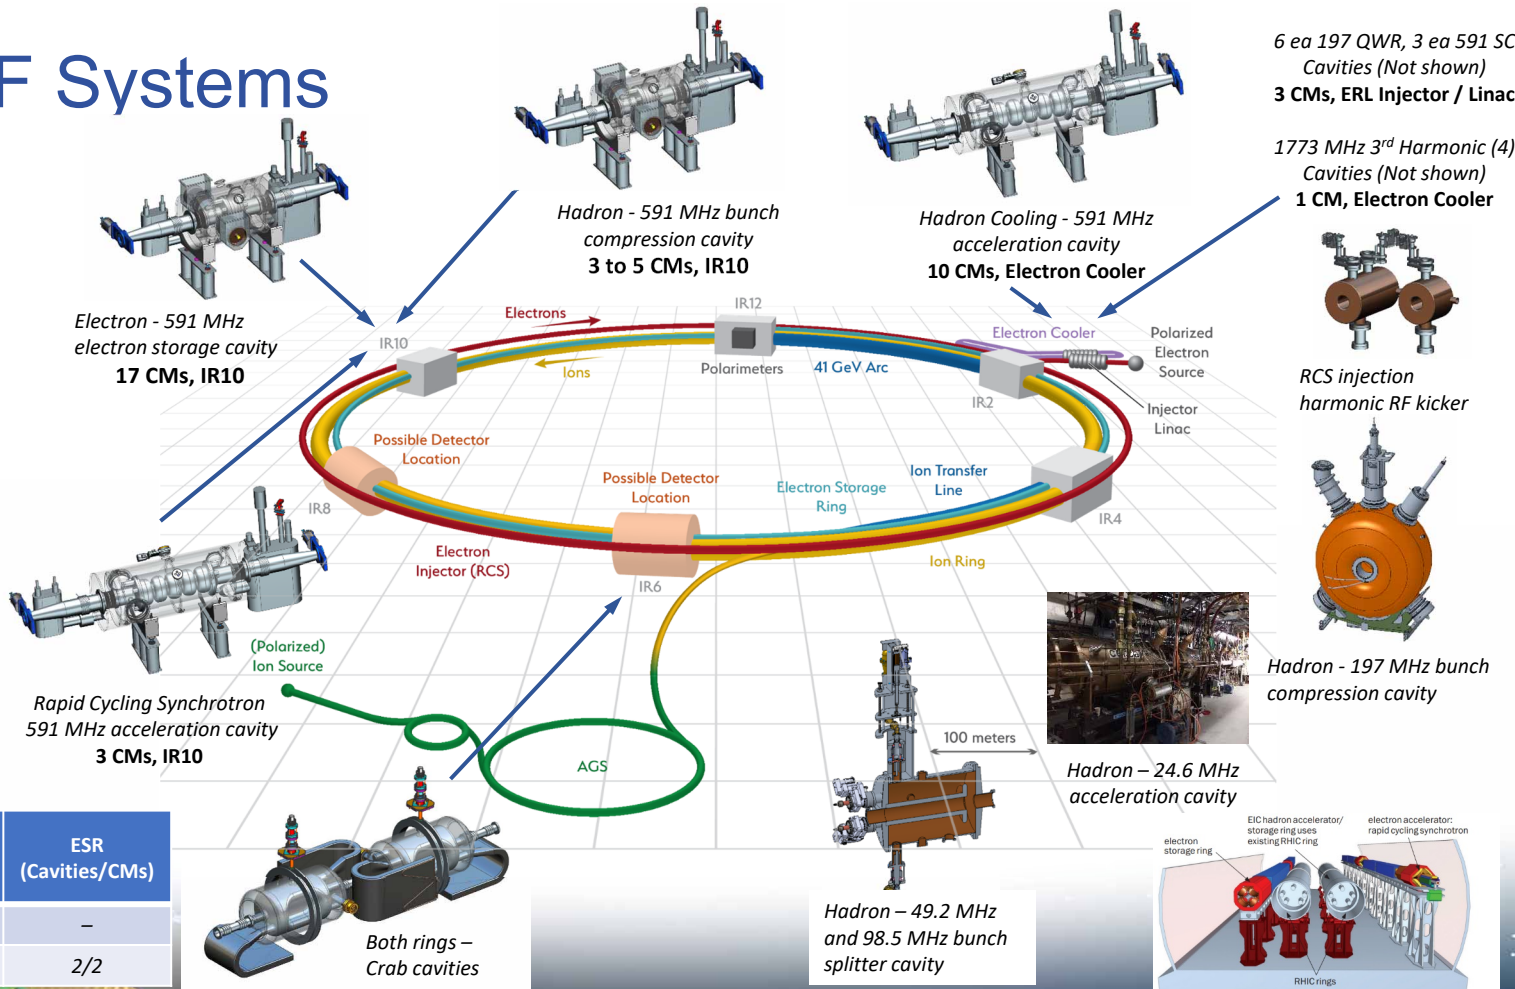 F Systems
6 ea 197 QWR, 3 ea 591 SC
Cavities (Not shown)
3 CMs, ERL Injector / Linac
1773 MHz 3rd Harmonic (4)
Cavities (Not shown)
1 CM, Electron Cooler
Hadron - 591 MHz bunch
compression cavity
3 to 5 CMs, IR10
Hadron Cooling - 591 MHz
acceleration cavity
10 CMs, Electron Cooler
Electron - 591 MHz
electron storage cavity
17 CMs, IR10
IR10
Electrons
Ions
IR12
Polarimeters
41 GeV Arc
Electron Cooler
IR2
Polarized
Electron
Source
Injector
Linac
RCS injection
harmonic RF kicker
Possible Detector
Location
IR8
Possible Detector
Location
IR6
Electron Storage
Ring
Ion Transfer
Line
IR4
Electron
Injector (RCS)
Ion Ring
(Polarized)
Ion Source
AGS
100 meters
Rapid Cycling Synchrotron
591 MHz acceleration cavity
3 CMs, IR10
Hadron - 197 MHz bunch
compression cavity
Hadron – 24.6 MHz
acceleration cavity
ESR
(Cavities/CMs)
–
2/2
Both rings –
Crab cavities
Hadron – 49.2 MHz
and 98.5 MHz bunch
splitter cavity
electron
storage ring
EIC hadron accelerator/
storage ring uses
existing RHIC ring
electron accelerator:
rapid cycling synchrotron
RHIC rings